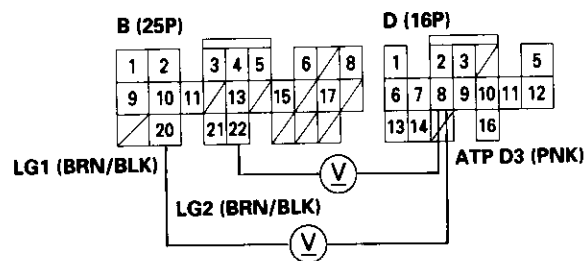 B (25P)
D (16P)
1 2 3 4 5 6 8
1 2 3 5
9 10 11 13 15 17
6 7 8 9 10 11 12
20 21 22
13 14 16
LG1 (BRN/BLK)
ATP D3 (PNK)
V
LG2 (BRN/BLK)
V